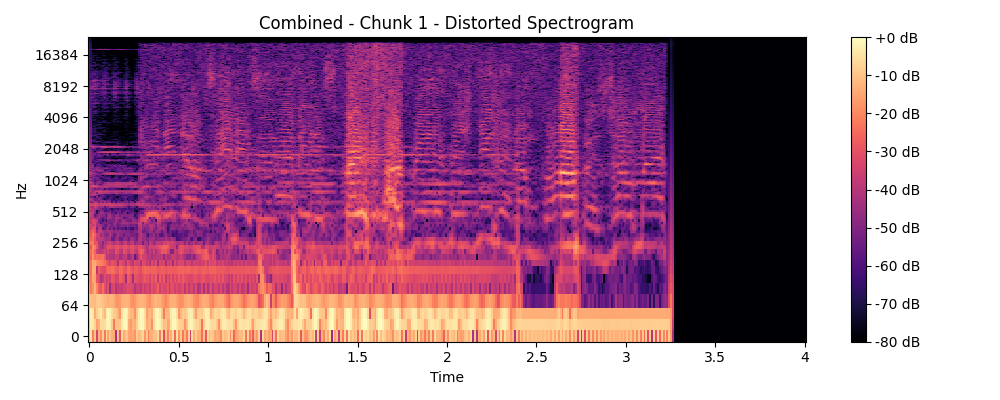 Combined - Chunk 1 - Distorted Spectrogram
Hz
16384
8192
4096
2048
1024
512
256
128
64
0
0 0.5 1 1.5 2 2.5 3 3.5 4
Time
+0 dB
-10 dB
-20 dB
-30 dB
-40 dB
-50 dB
-60 dB
-70 dB
-80 dB